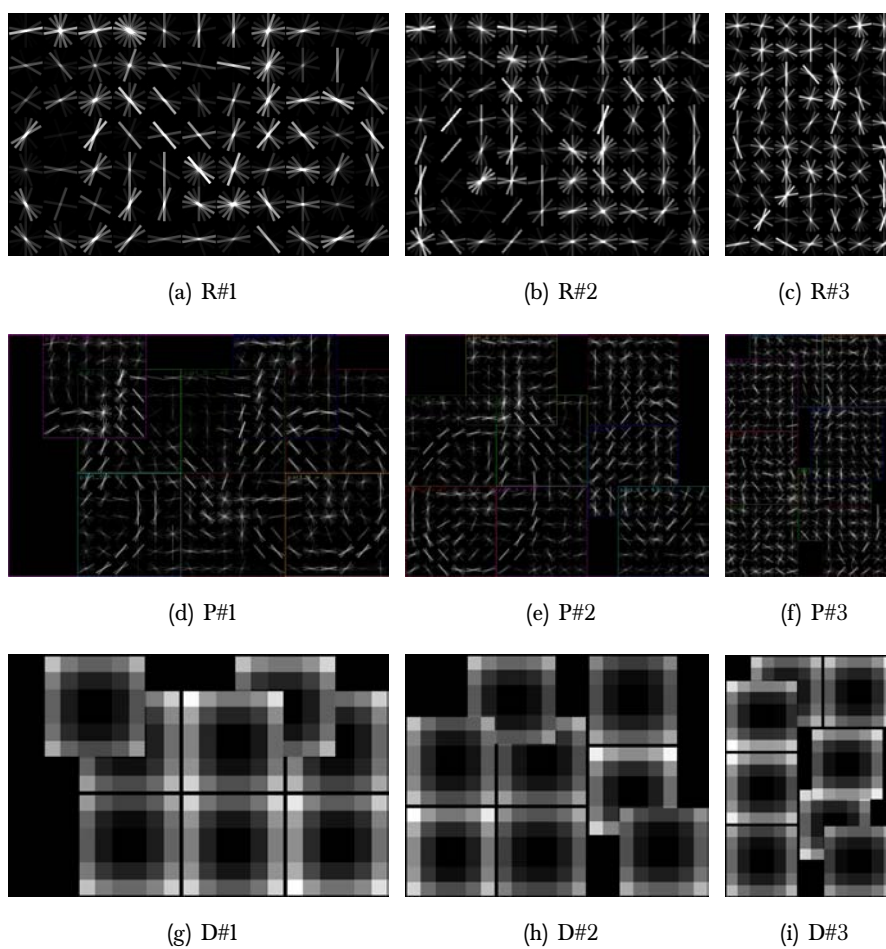 (a) R#1
(b) R#2
(c) R#3
(d) P#1
(e) P#2
(f) P#3
(g) D#1
(h) D#2
(i) D#3